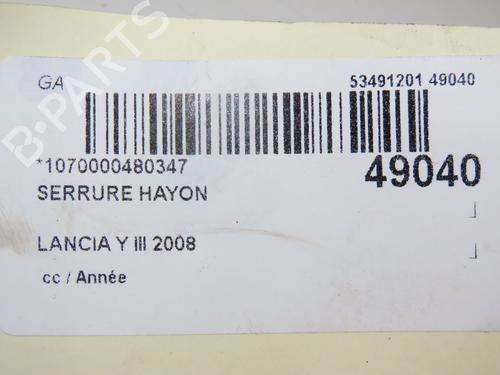 GA
53491201 49040
*1070000480347
49040
SERRURE HAYON
LANCIA Y III 2008
cc / Année
B-PARTS